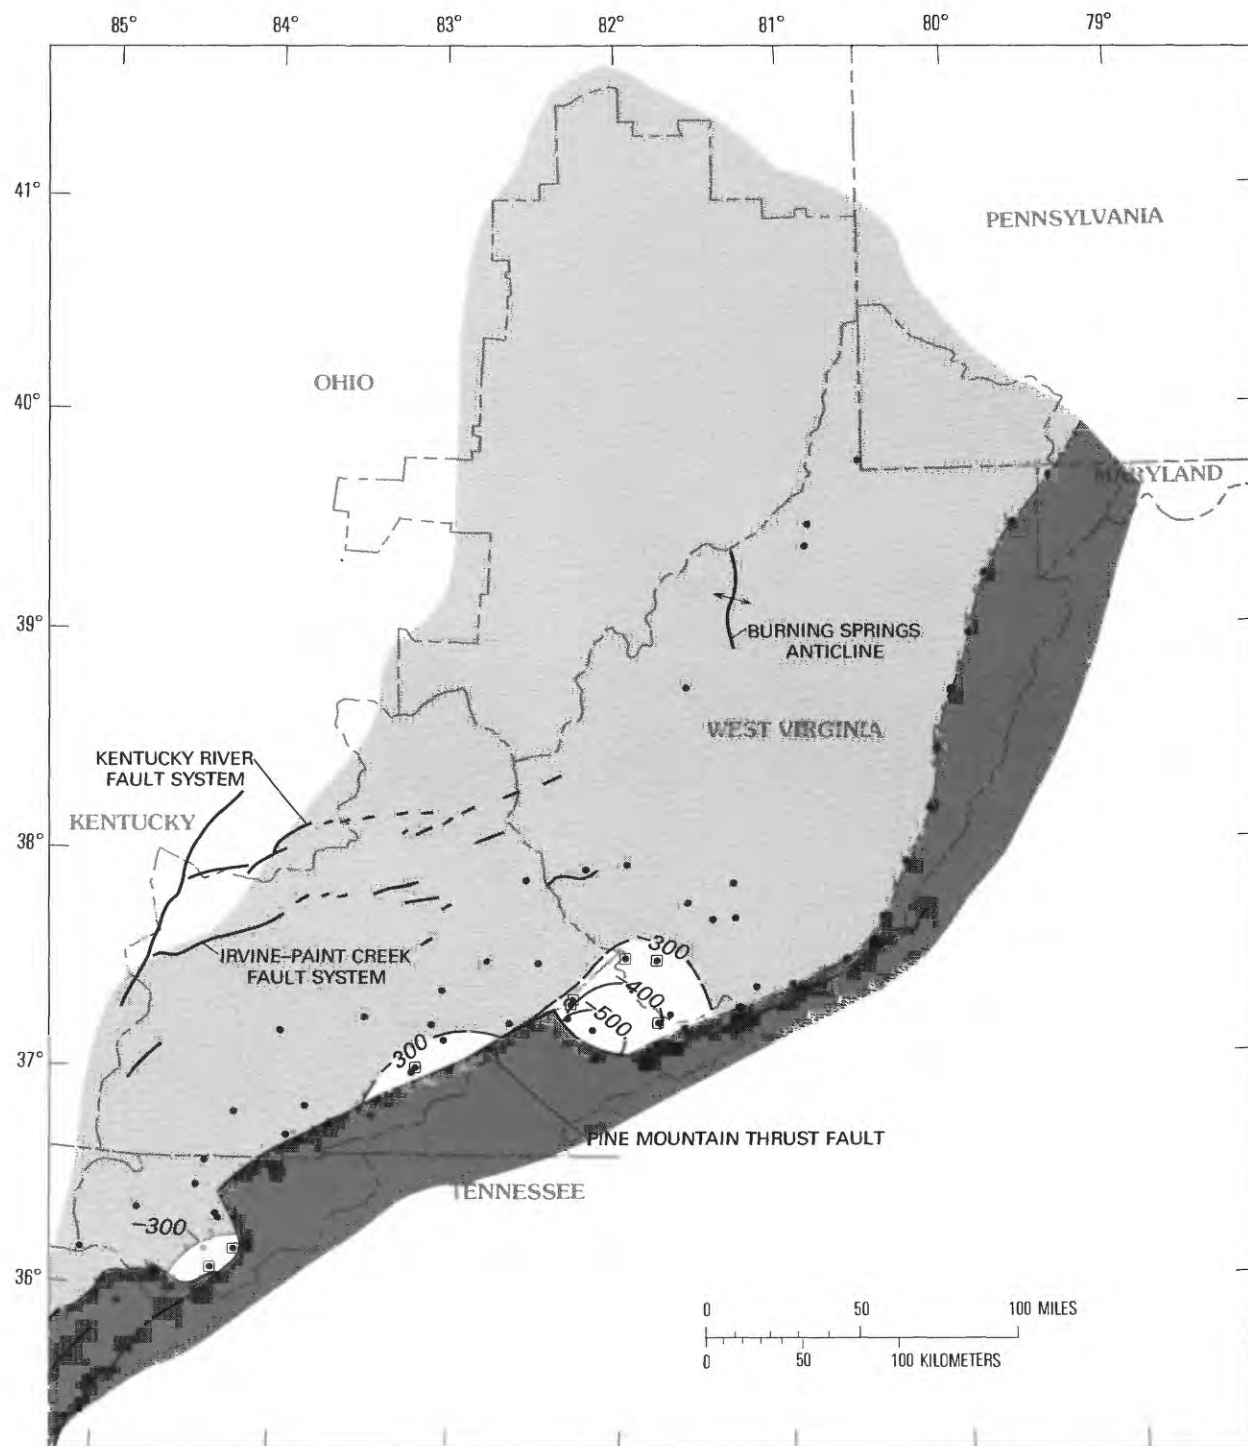 85° 84° 83° 82° 81° 80° 79°
41°
PENNSYLVANIA
OHIO
40°
MARYLAND
39°
BURNING SPRINGS
ANTICLINE
WEST VIRGINIA
KENTUCKY RIVER
FAULT SYSTEM
KENTUCKY
38°
IRVINE–PAINT CREEK
FAULT SYSTEM
300
400
500
300
37°
PINE MOUNTAIN THRUST FAULT
TENNESSEE
300
36°
0 50 100 MILES
0 50 100 KILOMETERS